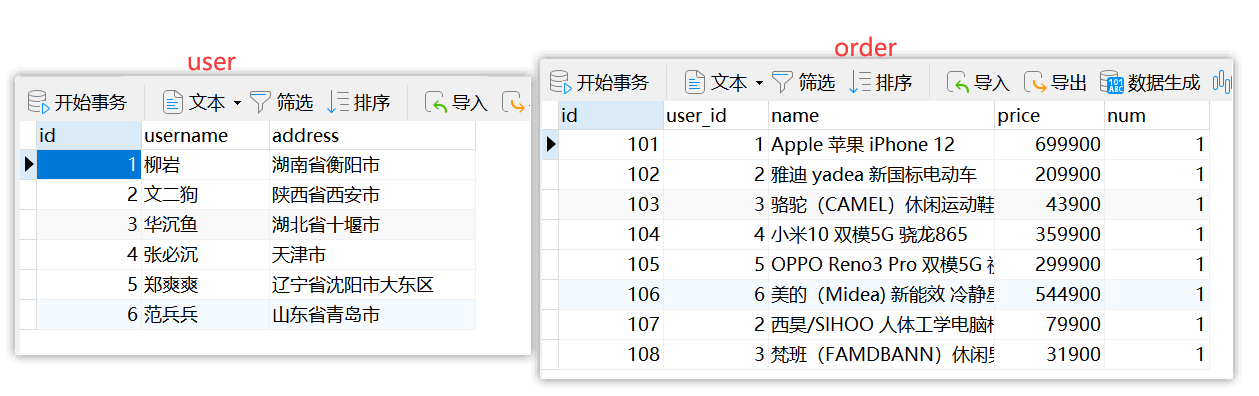 user
开始事务 文本 筛选 排序 导入
id username address
1 柳岩 湖南省衡阳市
2 文二狗 陕西省西安市
3 华沉鱼 湖北省十堰市
4 张必沉 天津市
5 郑爽爽 辽宁省沈阳市大东区
6 范兵兵 山东省青岛市
order
开始事务 文本 筛选 排序 导入 导出 数据生成
id user_id name price num
101 1 Apple 苹果 iPhone 12 699900 1
102 2 雅迪 yadea 新国标电动车 209900 1
103 3 骆驼（CAMEL）休闲运动鞋 43900 1
104 4 小米10 双模5G 骁龙865 359900 1
105 5 OPPO Reno3 Pro 双模5G 299900 1
106 6 美的（Midea) 新能效 冷静星 544900 1
107 2 西昊/SIHOO 人体工学电脑椅 79900 1
108 3 梵班（FAMDBANN）休闲男 31900 1